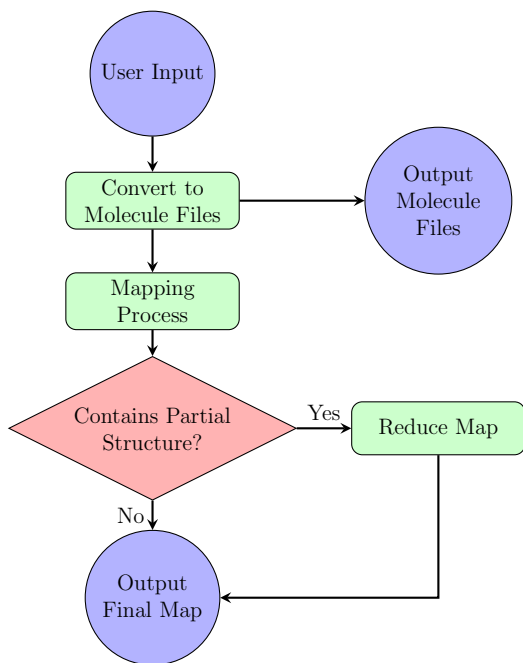 User Input
Convert to
Molecule Files
Output
Molecule
Files
Mapping
Process
Contains Partial
Structure?
Yes
Reduce Map
No
Output
Final Map